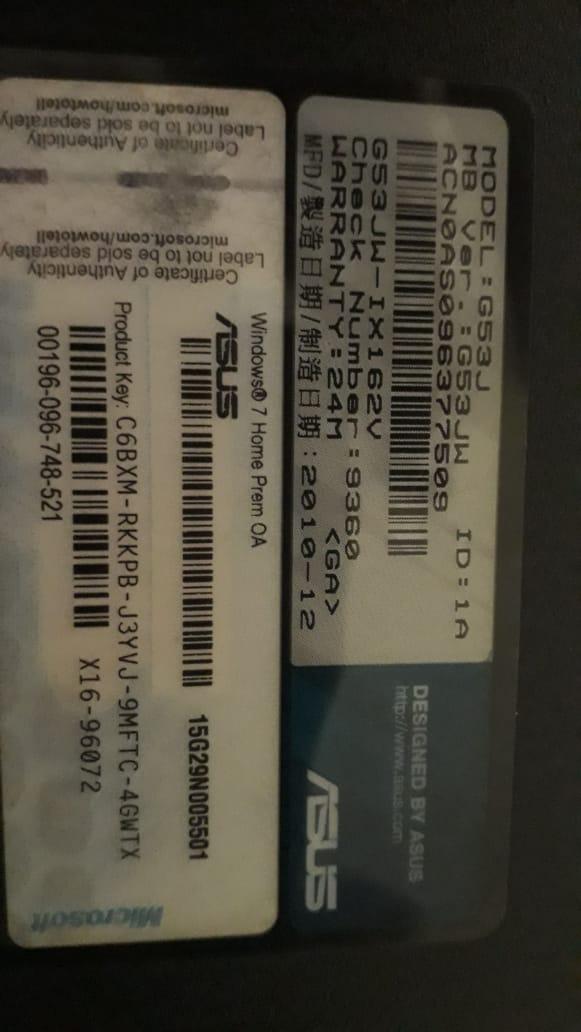 MODEL:G53J
MB Ver.:G53JW ID:1A
ACN0AS096377509
G53JW-IX162V
Check Number:9360
WARRANTY:24M <GA>
MFD/製造日期/制造日期:2010-12
DESIGNED BY ASUS
http://www.asus.com
ASUS
Certificate of Authenticity
Label not to be sold separately
microsoft.com/howtotell
Certificate of Authenticity
Label not to be sold separately
microsoft.com/howtotell
Windows® 7 Home Prem OA
ASUS
15G29N005501
Product Key: C6BXM-RKKPB-J3YVJ-9MFTC-4GWTX
X16-96072
00196-096-748-521
Microsoft